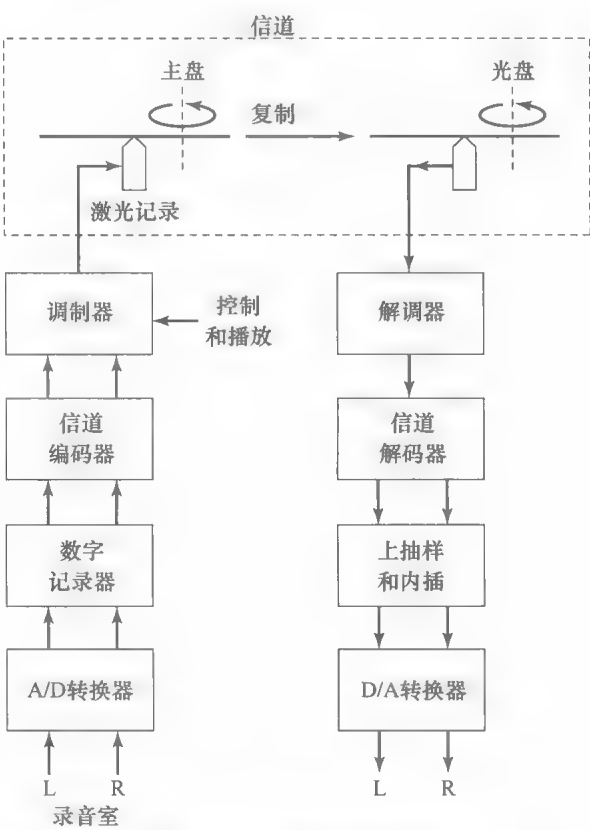 信道
主盘
光盘
复制
激光记录
调制器
控制
和播放
解调器
信道
编码器
信道
解码器
数字
记录器
上抽样
和内插
A/D转换器
D/A转换器
L
R
L
R
录音室